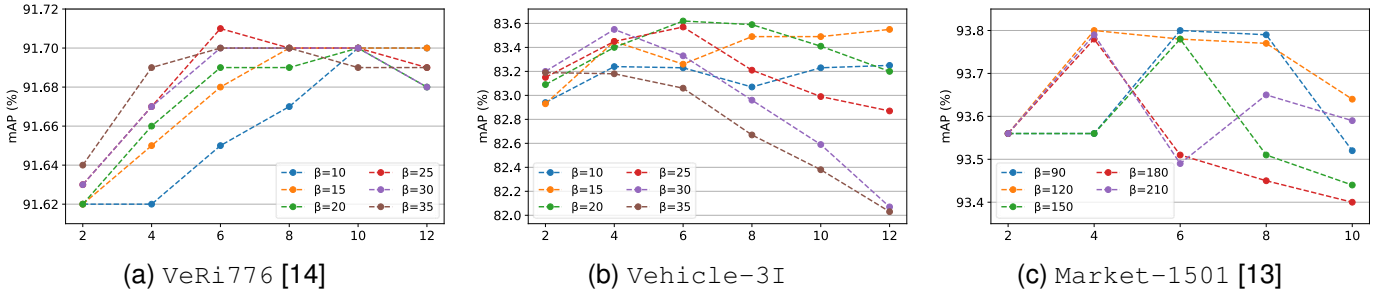 91.72
91.70
91.68
91.66
91.64
91.62
mAP (%)
2 4 6 8 10 12
β=10 β=25
β=15 β=30
β=20 β=35
(a) VeRi776 [14]
83.6
83.4
83.2
83.0
82.8
82.6
82.4
82.2
82.0
mAP (%)
2 4 6 8 10 12
β=10 β=25
β=15 β=30
β=20 β=35
(b) Vehicle-3I
93.8
93.7
93.6
93.5
93.4
mAP (%)
2 4 6 8 10
β=90 β=180
β=120 β=210
β=150
(c) Market-1501 [13]